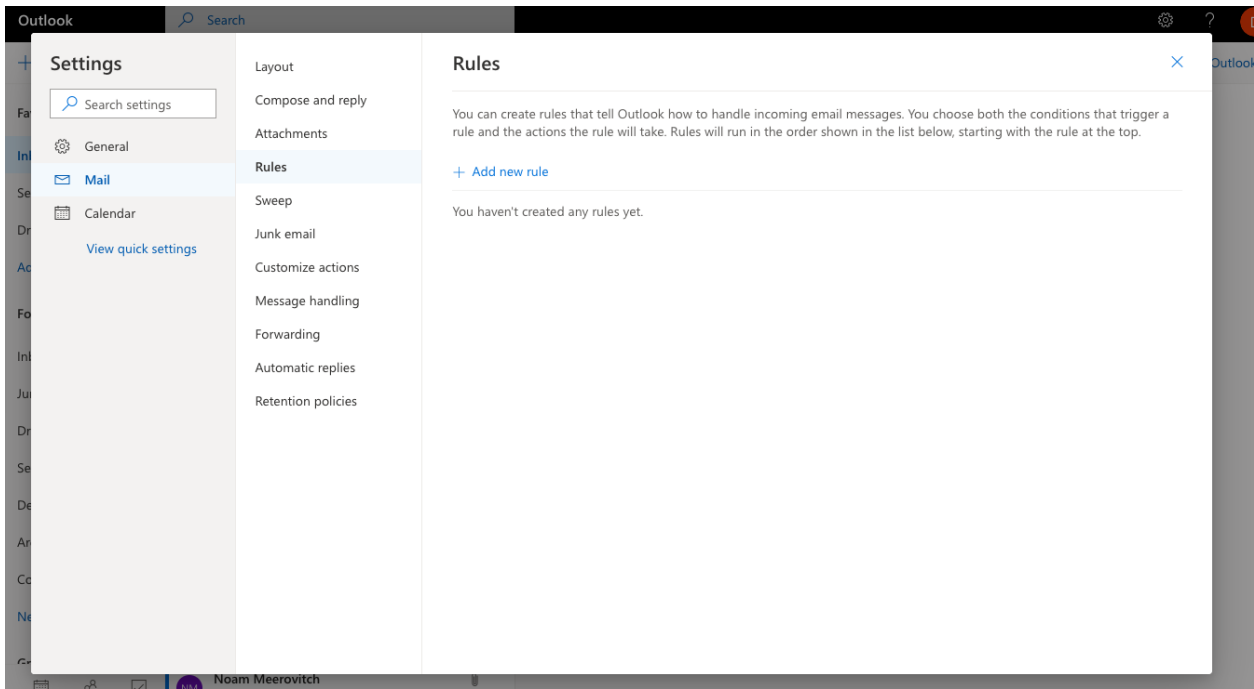 Outlook
Search
?
Settings
Search settings
General
Mail
Calendar
View quick settings
Layout
Compose and reply
Attachments
Rules
Sweep
Junk email
Customize actions
Message handling
Forwarding
Automatic replies
Retention policies
Rules
You can create rules that tell Outlook how to handle incoming email messages. You choose both the conditions that trigger a
rule and the actions the rule will take. Rules will run in the order shown in the list below, starting with the rule at the top.
+ Add new rule
You haven't created any rules yet.
Outlook
NM
Noam Meerovitch